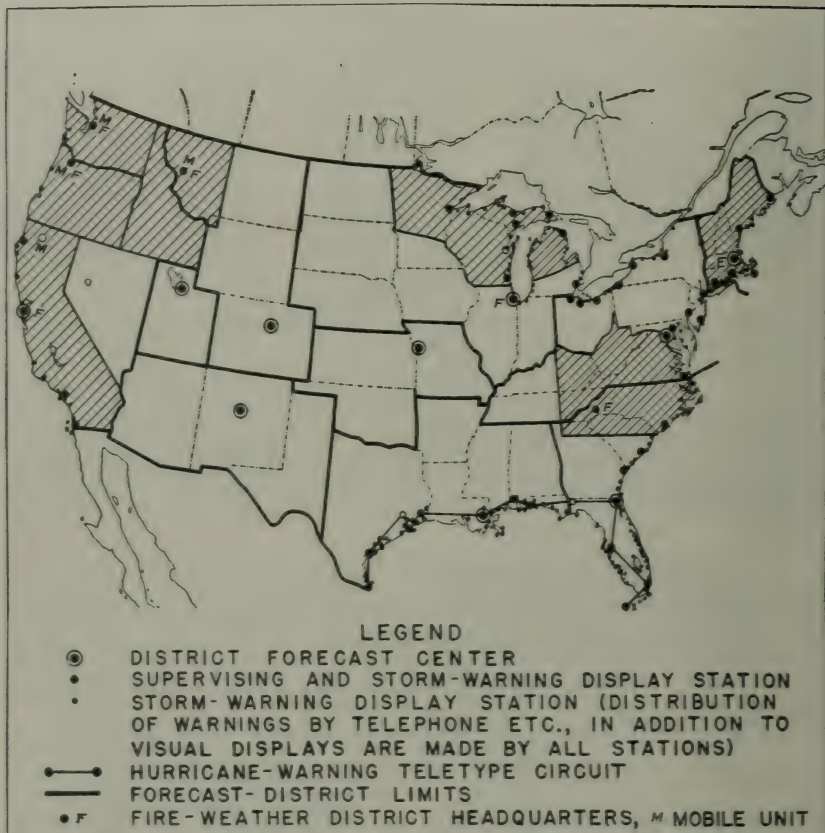 M
F
M
F
M F
M
F
F
F
F
LEGEND
DISTRICT FORECAST CENTER
SUPERVISING AND STORM-WARNING DISPLAY STATION
STORM-WARNING DISPLAY STATION (DISTRIBUTION
OF WARNINGS BY TELEPHONE ETC., IN ADDITION TO
VISUAL DISPLAYS ARE MADE BY ALL STATIONS)
HURRICANE-WARNING TELETYPE CIRCUIT
FORECAST-DISTRICT LIMITS
F FIRE-WEATHER DISTRICT HEADQUARTERS, M MOBILE UNIT